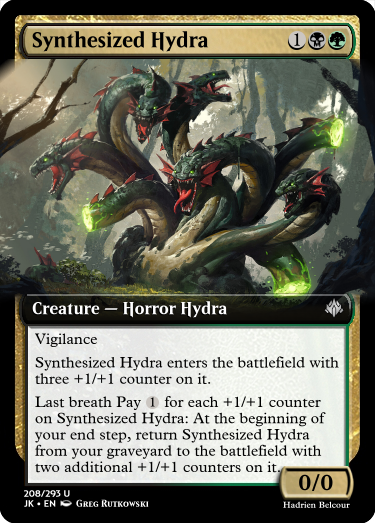 Synthesized Hydra 1
Creature — Horror Hydra
Vigilance
Synthesized Hydra enters the battlefield with
three +1/+1 counter on it.
Last breath Pay 1 for each +1/+1 counter
on Synthesized Hydra: At the beginning of
your end step, return Synthesized Hydra
from your graveyard to the battlefield with
two additional +1/+1 counters on it.
0/0
208/293 U
JK • EN Greg Rutkowski
Hadrien Belcour